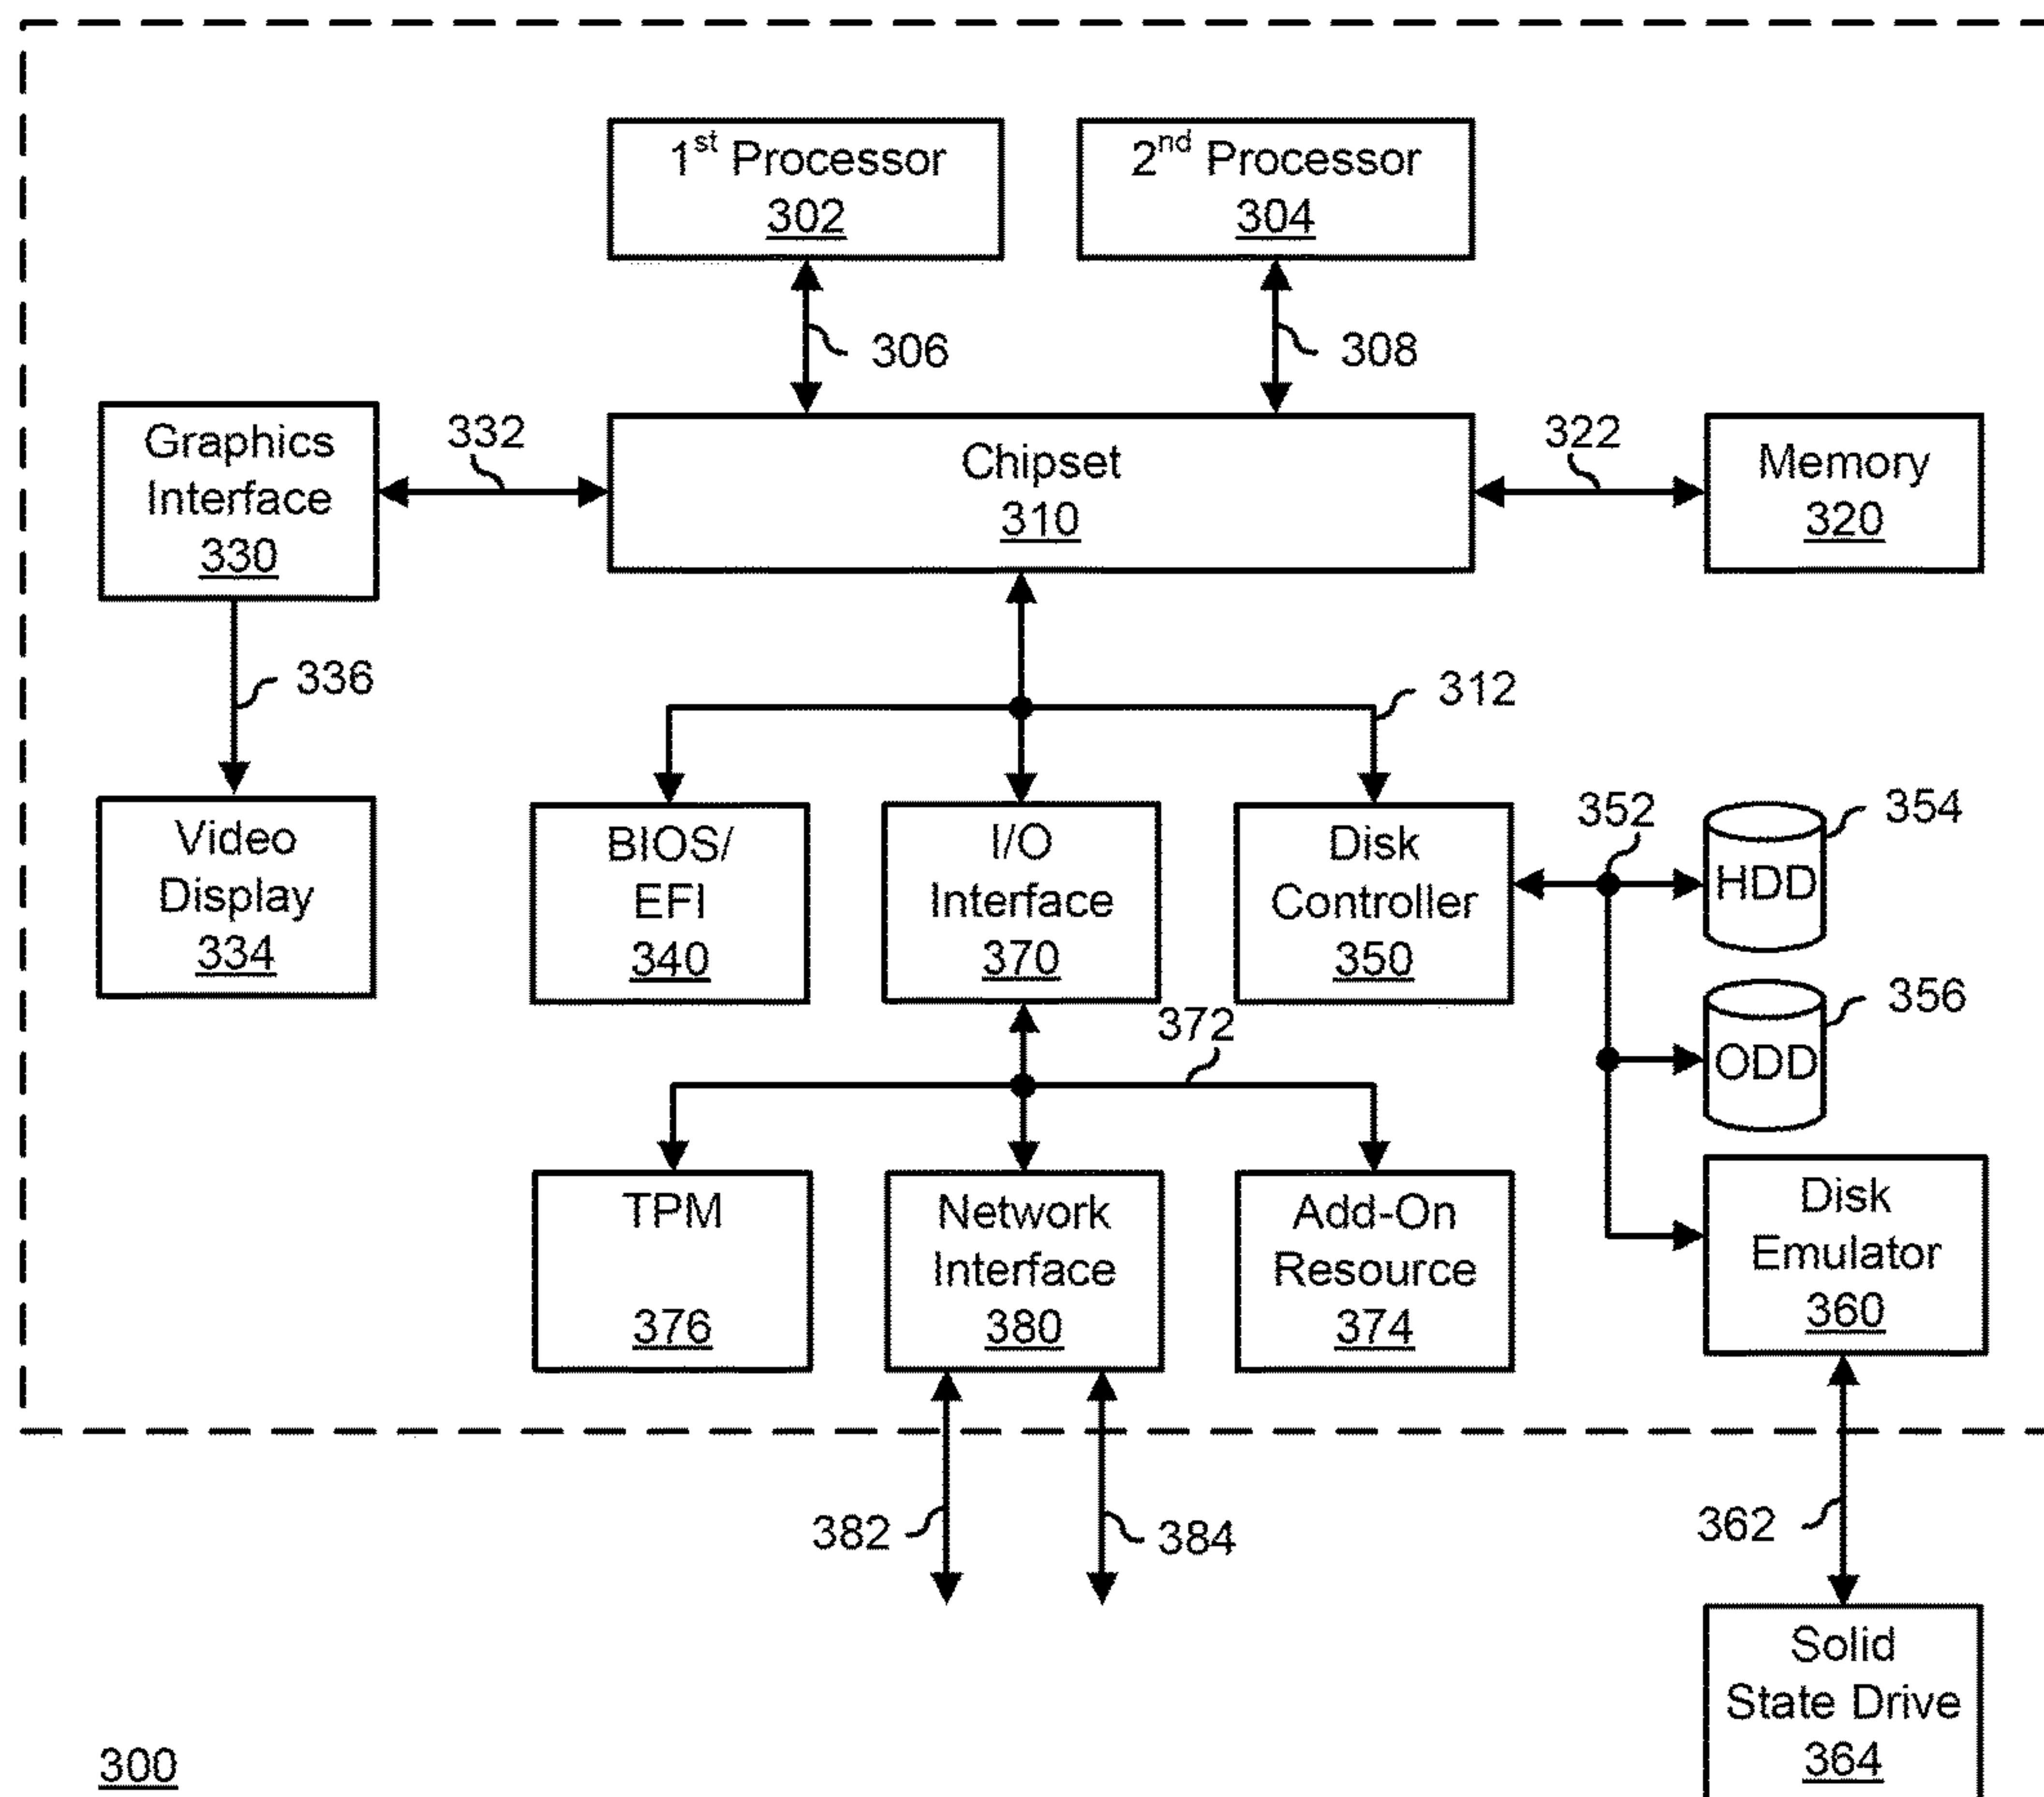 1st Processor
302
2nd Processor
304
306
308
Graphics
Interface
330
332
Chipset
310
322
Memory
320
336
312
Video
Display
334
BIOS/
EFI
340
I/O
Interface
370
Disk
Controller
350
352
354
HDD
356
ODD
372
TPM
376
Network
Interface
380
Add-On
Resource
374
Disk
Emulator
360
382
384
362
Solid
State Drive
364
300